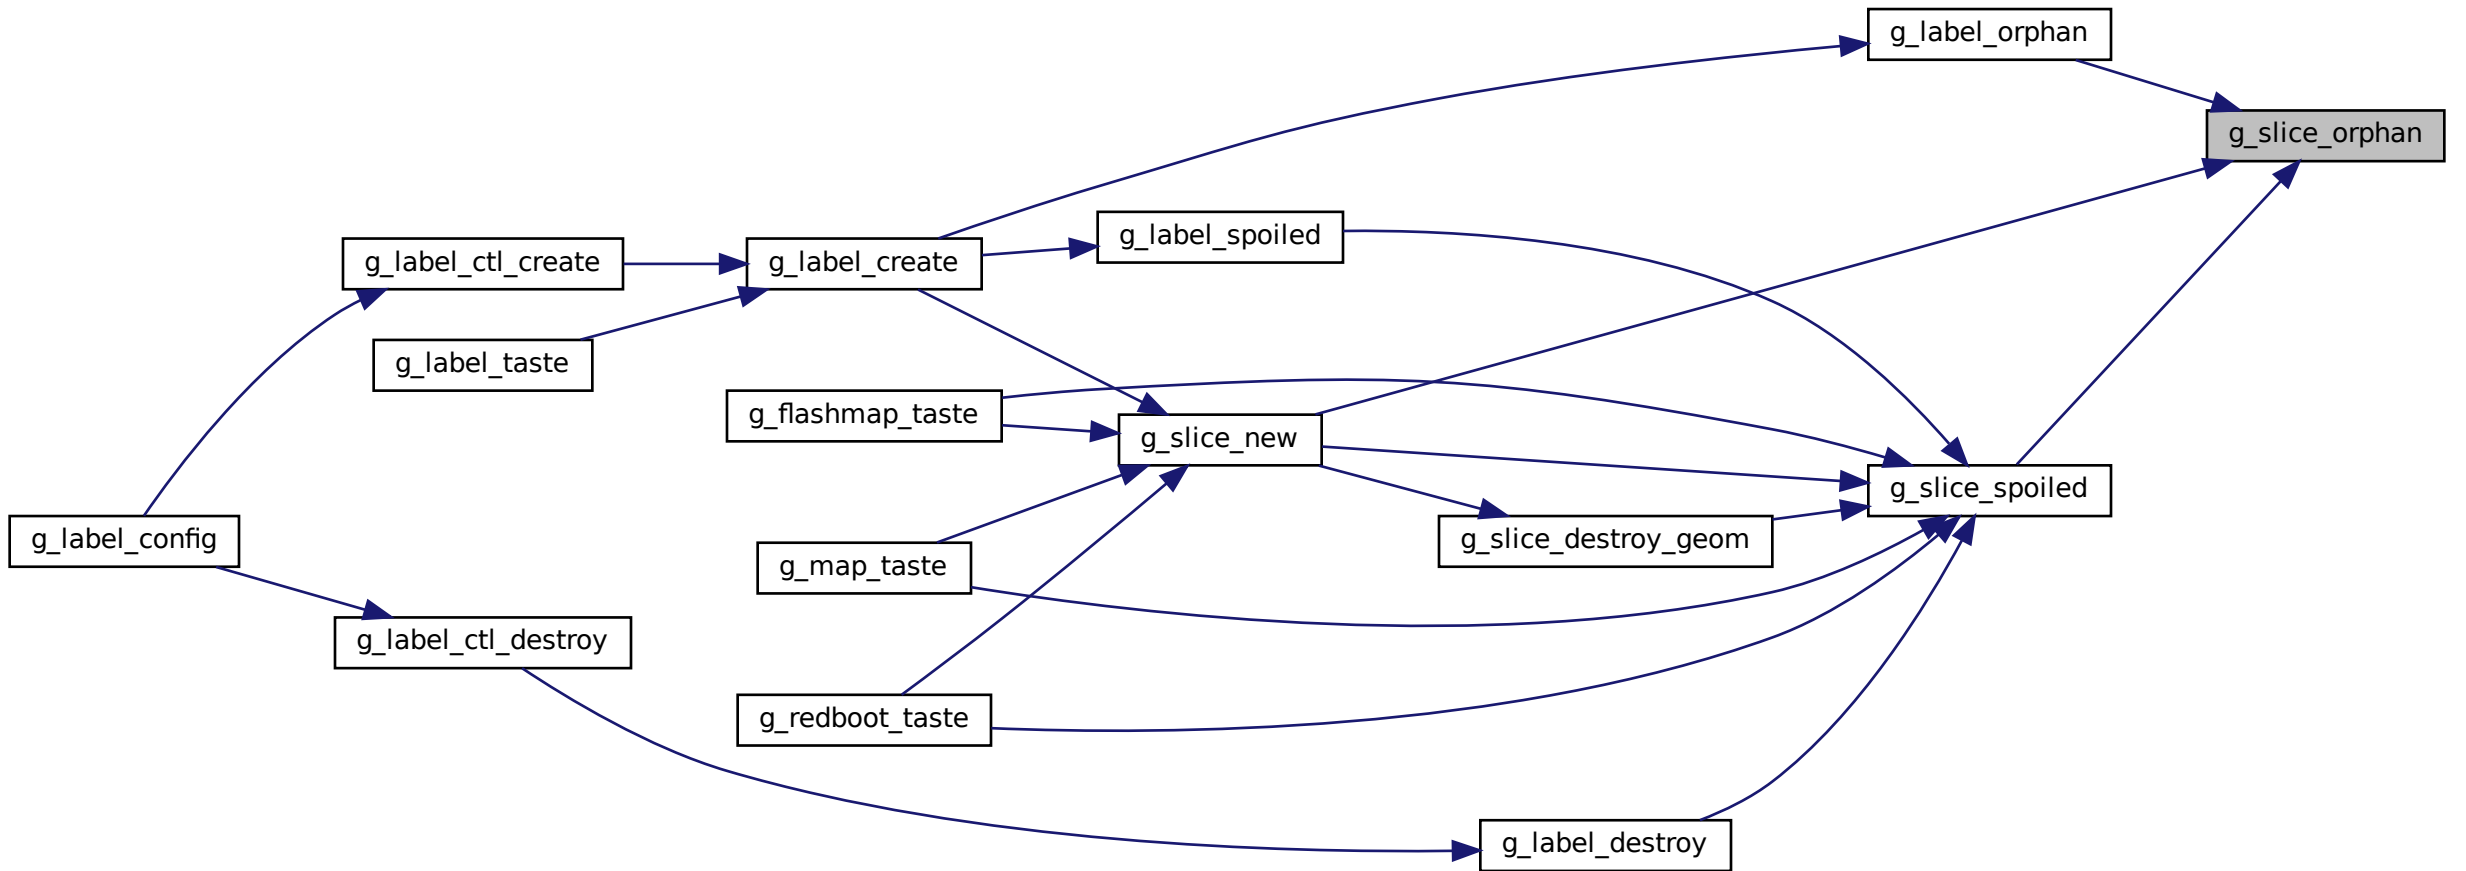 g_label_orphan
g_slice_orphan
g_label_spoiled
g_label_ctl_create
g_label_create
g_label_taste
g_flashmap_taste
g_slice_new
g_slice_spoiled
g_label_config
g_slice_destroy_geom
g_map_taste
g_label_ctl_destroy
g_redboot_taste
g_label_destroy